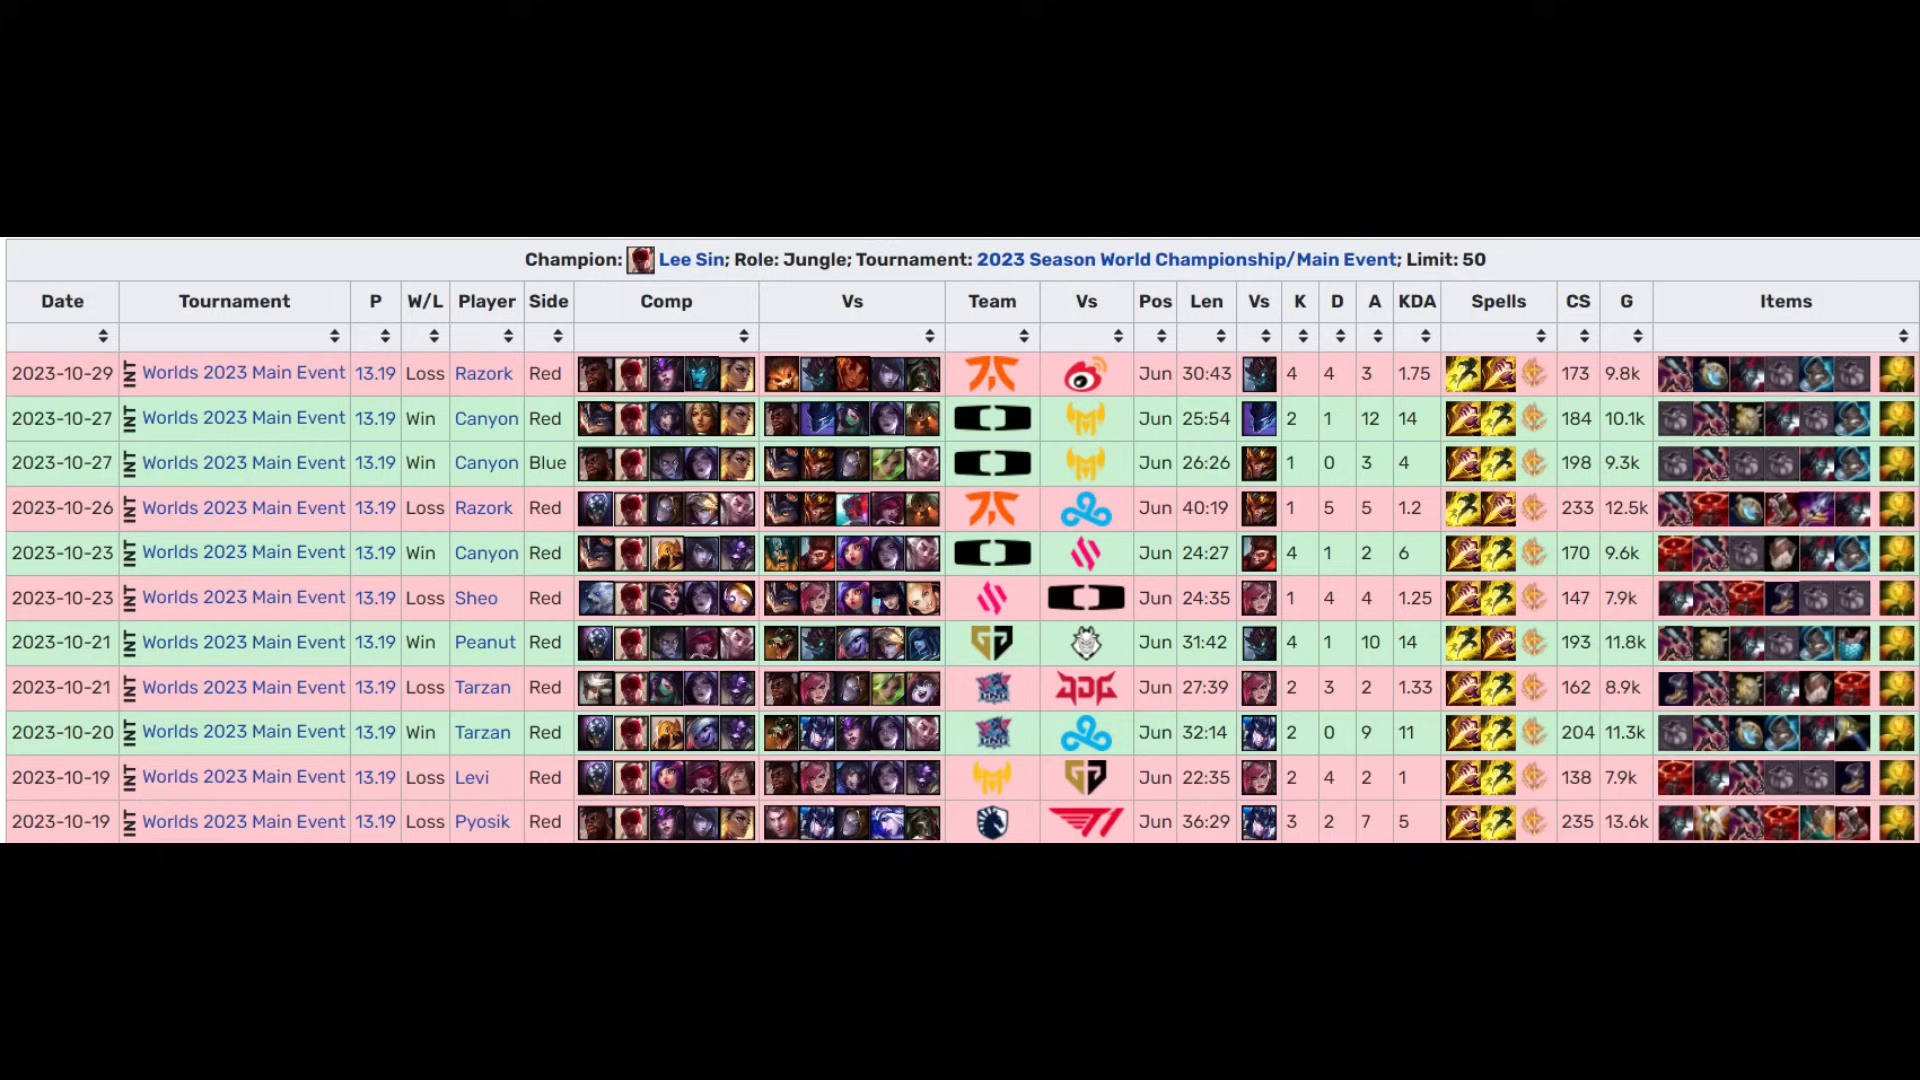 Champion: Lee Sin; Role: Jungle; Tournament: 2023 Season World Championship/Main Event; Limit: 50
Date Tournament P W/L Player Side Comp Vs Team Vs Pos Len Vs K D A KDA Spells CS G Items
2023-10-29 INT Worlds 2023 Main Event 13.19 Loss Razork Red Jun 30:43 4 4 3 1.75 173 9.8k
2023-10-27 INT Worlds 2023 Main Event 13.19 Win Canyon Red Jun 25:54 2 1 12 14 184 10.1k
2023-10-27 INT Worlds 2023 Main Event 13.19 Win Canyon Blue Jun 26:26 1 0 3 4 198 9.3k
2023-10-26 INT Worlds 2023 Main Event 13.19 Loss Razork Red Jun 40:19 1 5 5 1.2 233 12.5k
2023-10-23 INT Worlds 2023 Main Event 13.19 Win Canyon Red Jun 24:27 4 1 2 6 170 9.6k
2023-10-23 INT Worlds 2023 Main Event 13.19 Loss Sheo Red Jun 24:35 1 4 4 1.25 147 7.9k
2023-10-21 INT Worlds 2023 Main Event 13.19 Win Peanut Red Jun 31:42 4 1 10 14 193 11.8k
2023-10-21 INT Worlds 2023 Main Event 13.19 Loss Tarzan Red Jun 27:39 2 3 2 1.33 162 8.9k
2023-10-20 INT Worlds 2023 Main Event 13.19 Win Tarzan Red Jun 32:14 2 0 9 11 204 11.3k
2023-10-19 INT Worlds 2023 Main Event 13.19 Loss Levi Red Jun 22:35 2 4 2 1 138 7.9k
2023-10-19 INT Worlds 2023 Main Event 13.19 Loss Pyosik Red T1 Jun 36:29 3 2 7 5 235 13.6k